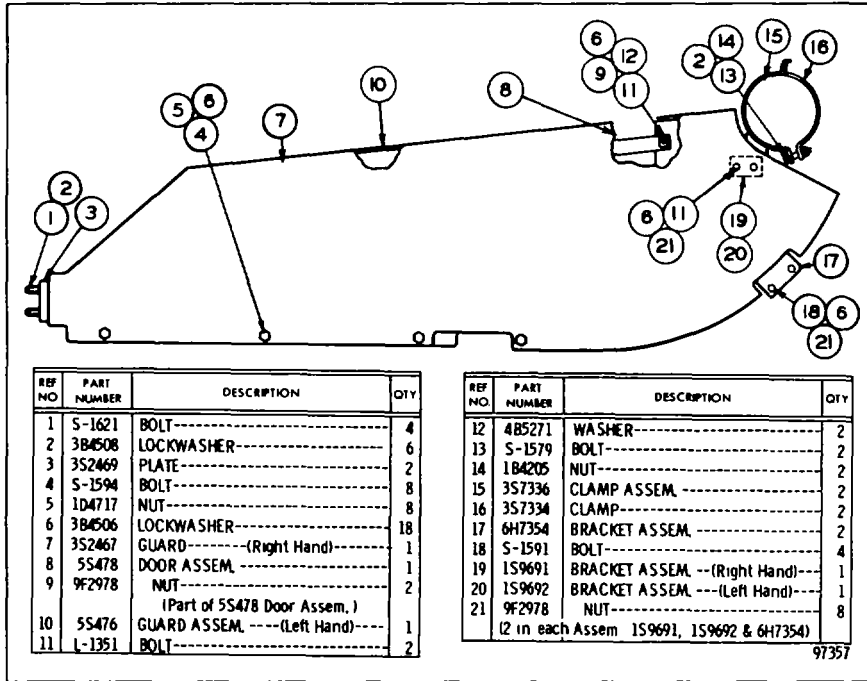 6 14 15 16
12 2
5 6 10 8 9 13
4 7 11
2
1 3
6 11 19
21 20 17
18 6
21
REF NO PART NUMBER DESCRIPTION QTY
1 S-1621 BOLT 4
2 3B4508 LOCKWASHER 6
3 3S2469 PLATE 2
4 S-1594 BOLT 8
5 1D4717 NUT 8
6 3B4506 LOCKWASHER 18
7 3S2467 GUARD (Right Hand) 1
8 5S478 DOOR ASSEM. 1
9 9F2978 NUT 2
(Part of 5S478 Door Assem.)
10 5S476 GUARD ASSEM. (Left Hand) 1
11 L-1351 BOLT 2
REF NO. PART NUMBER DESCRIPTION QTY
12 4B5271 WASHER 2
13 S-1579 BOLT 2
14 1B4205 NUT 2
15 3S7336 CLAMP ASSEM. 2
16 3S7334 CLAMP 2
17 6H7354 BRACKET ASSEM. 2
18 S-1591 BOLT 4
19 1S9691 BRACKET ASSEM. (Right Hand) 1
20 1S9692 BRACKET ASSEM. (Left Hand) 1
21 9F2978 NUT 8
(2 in each Assem 1S9691, 1S9692 & 6H7354)
97357